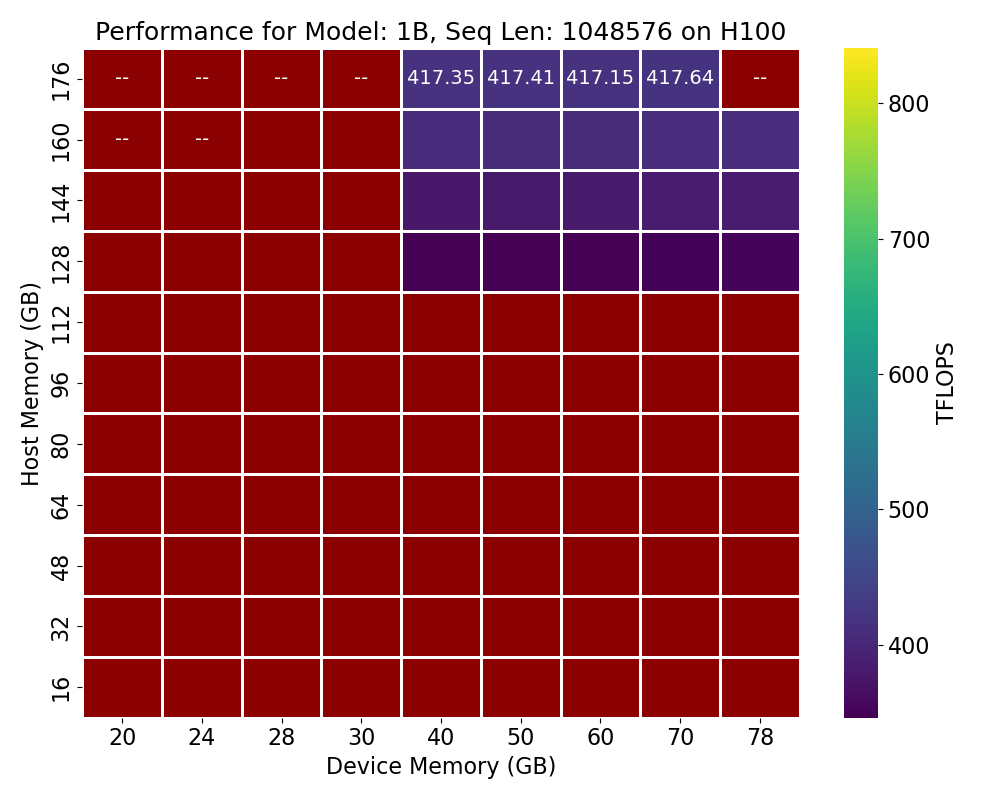 Performance for Model: 1B, Seq Len: 1048576 on H100
176 -- -- -- -- 417.35 417.41 417.15 417.64 --
160 -- --
144
128
112
96
80
64
48
32
16
20 24 28 30 40 50 60 70 78
Device Memory (GB)
Host Memory (GB)
800
700
600
500
400
TFLOPS